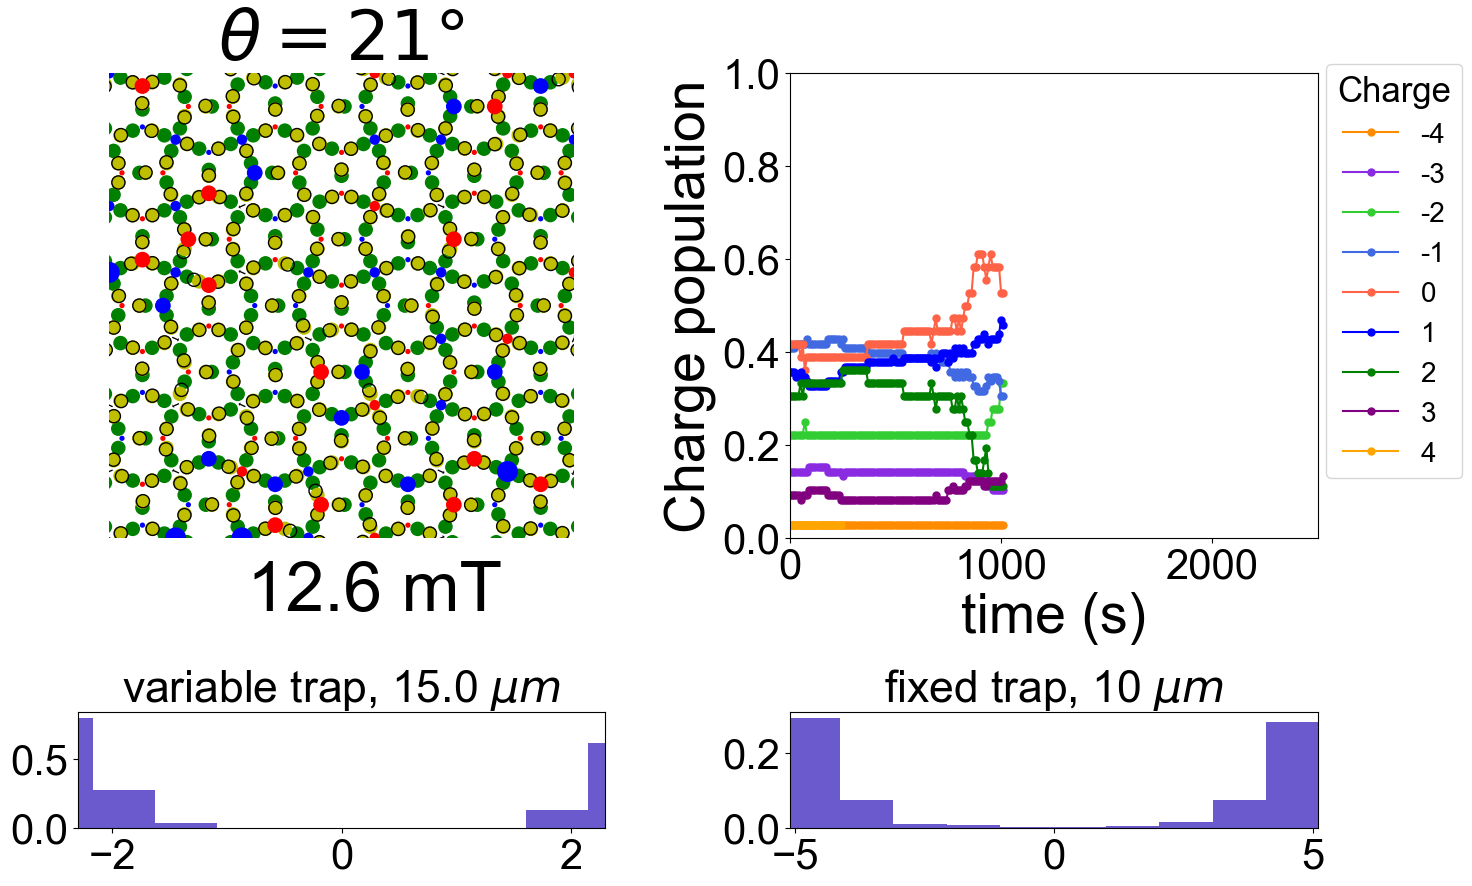 θ = 21°
12.6 mT
Charge population
1.0
0.8
0.6
0.4
0.2
0.0
0 1000 2000
time (s)
Charge
-4
-3
-2
-1
0
1
2
3
4
variable trap, 15.0 μm
0.5
0.0
−2 0 2
fixed trap, 10 μm
0.2
0.0
−5 0 5